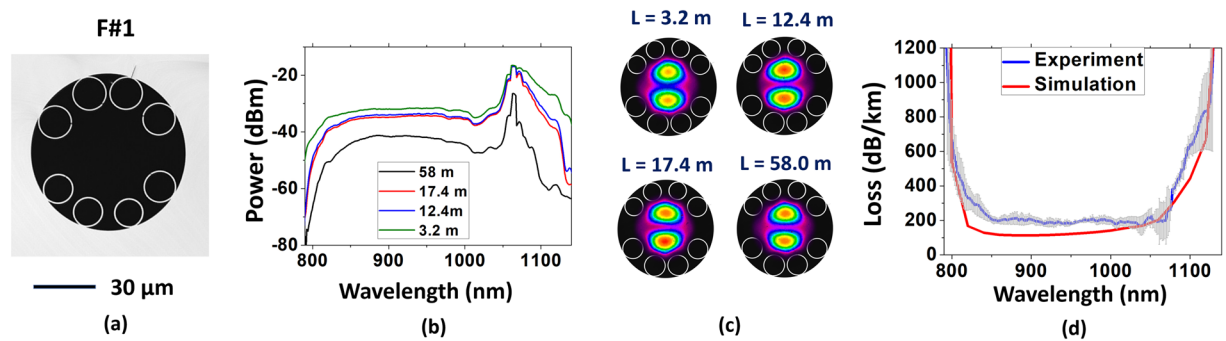 F#1
30 µm
(a)
Power (dBm)
-20
-40
-60
-80
58 m
17.4 m
12.4m
3.2 m
790
900
1000
1100
Wavelength (nm)
(b)
L = 3.2 m
L = 12.4 m
L = 17.4 m
L = 58.0 m
(c)
Loss (dB/km)
1200
1000
800
600
400
200
0
Experiment
Simulation
800
900
1000
1100
Wavelength (nm)
(d)